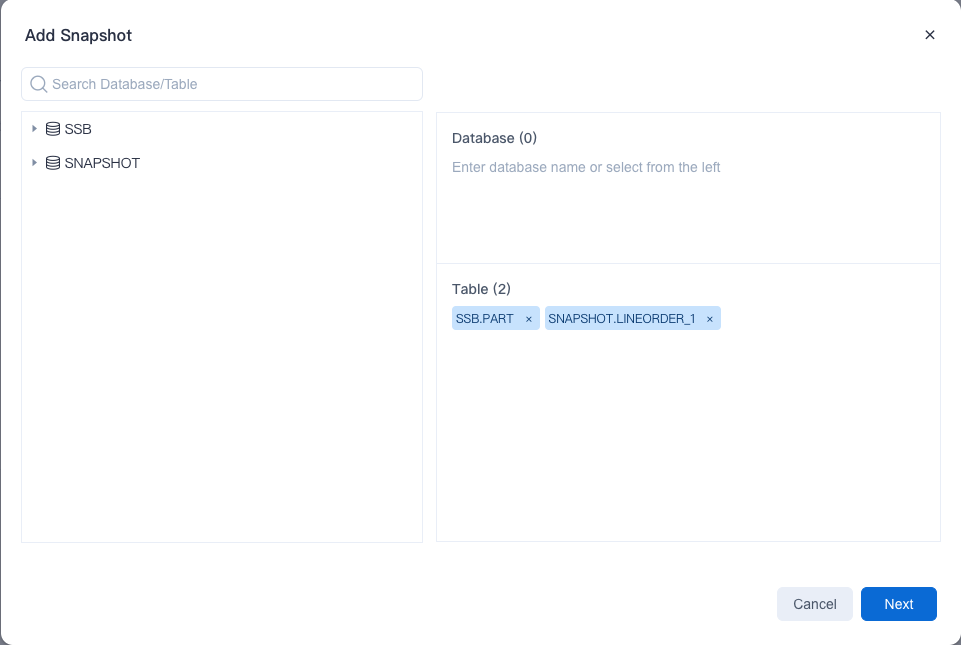 Add Snapshot
Search Database/Table
SSB
SNAPSHOT
Database (0)
Enter database name or select from the left
Table (2)
SSB.PART × SNAPSHOT.LINEORDER_1 ×
Cancel Next